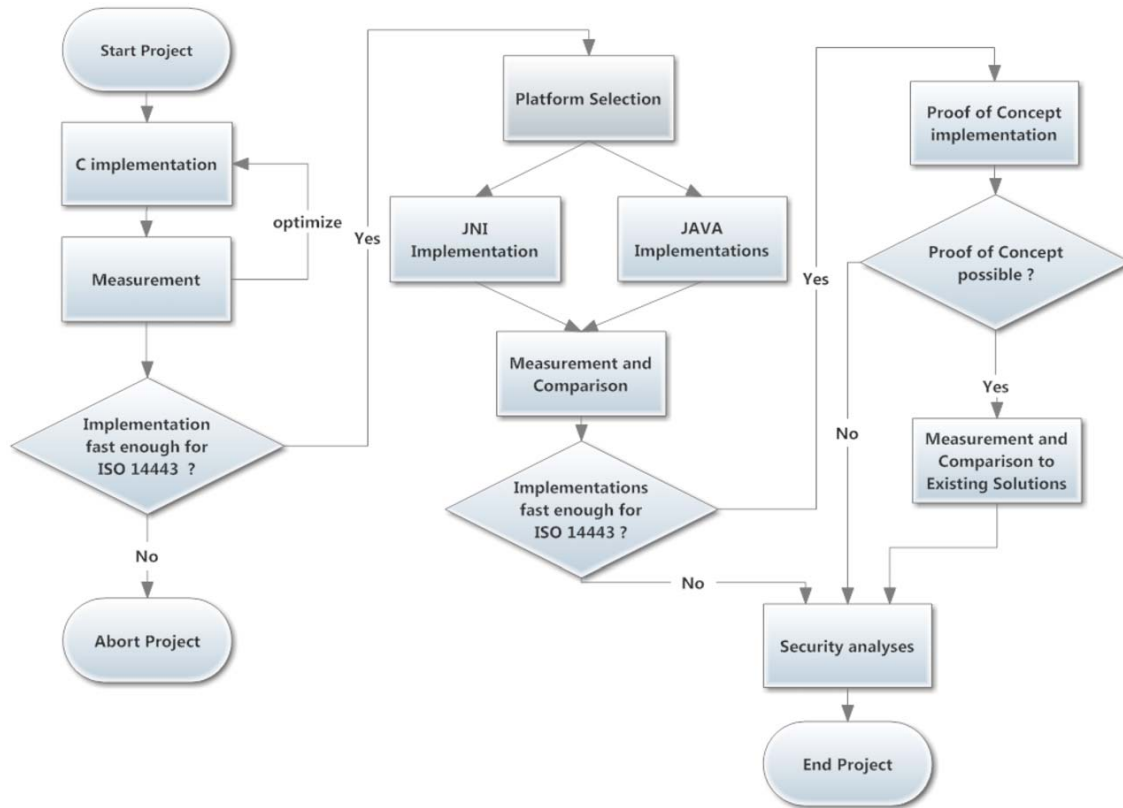 Start Project
C implementation
optimize
Measurement
Implementation
fast enough for
ISO 14443 ?
No
Abort Project
Yes
Platform Selection
JNI
Implementation
JAVA
Implementations
Measurement and
Comparison
Implementations
fast enough for
ISO 14443 ?
No
Yes
Proof of Concept
implementation
Proof of Concept
possible ?
No
Yes
Measurement and
Comparison to
Existing Solutions
Security analyses
End Project